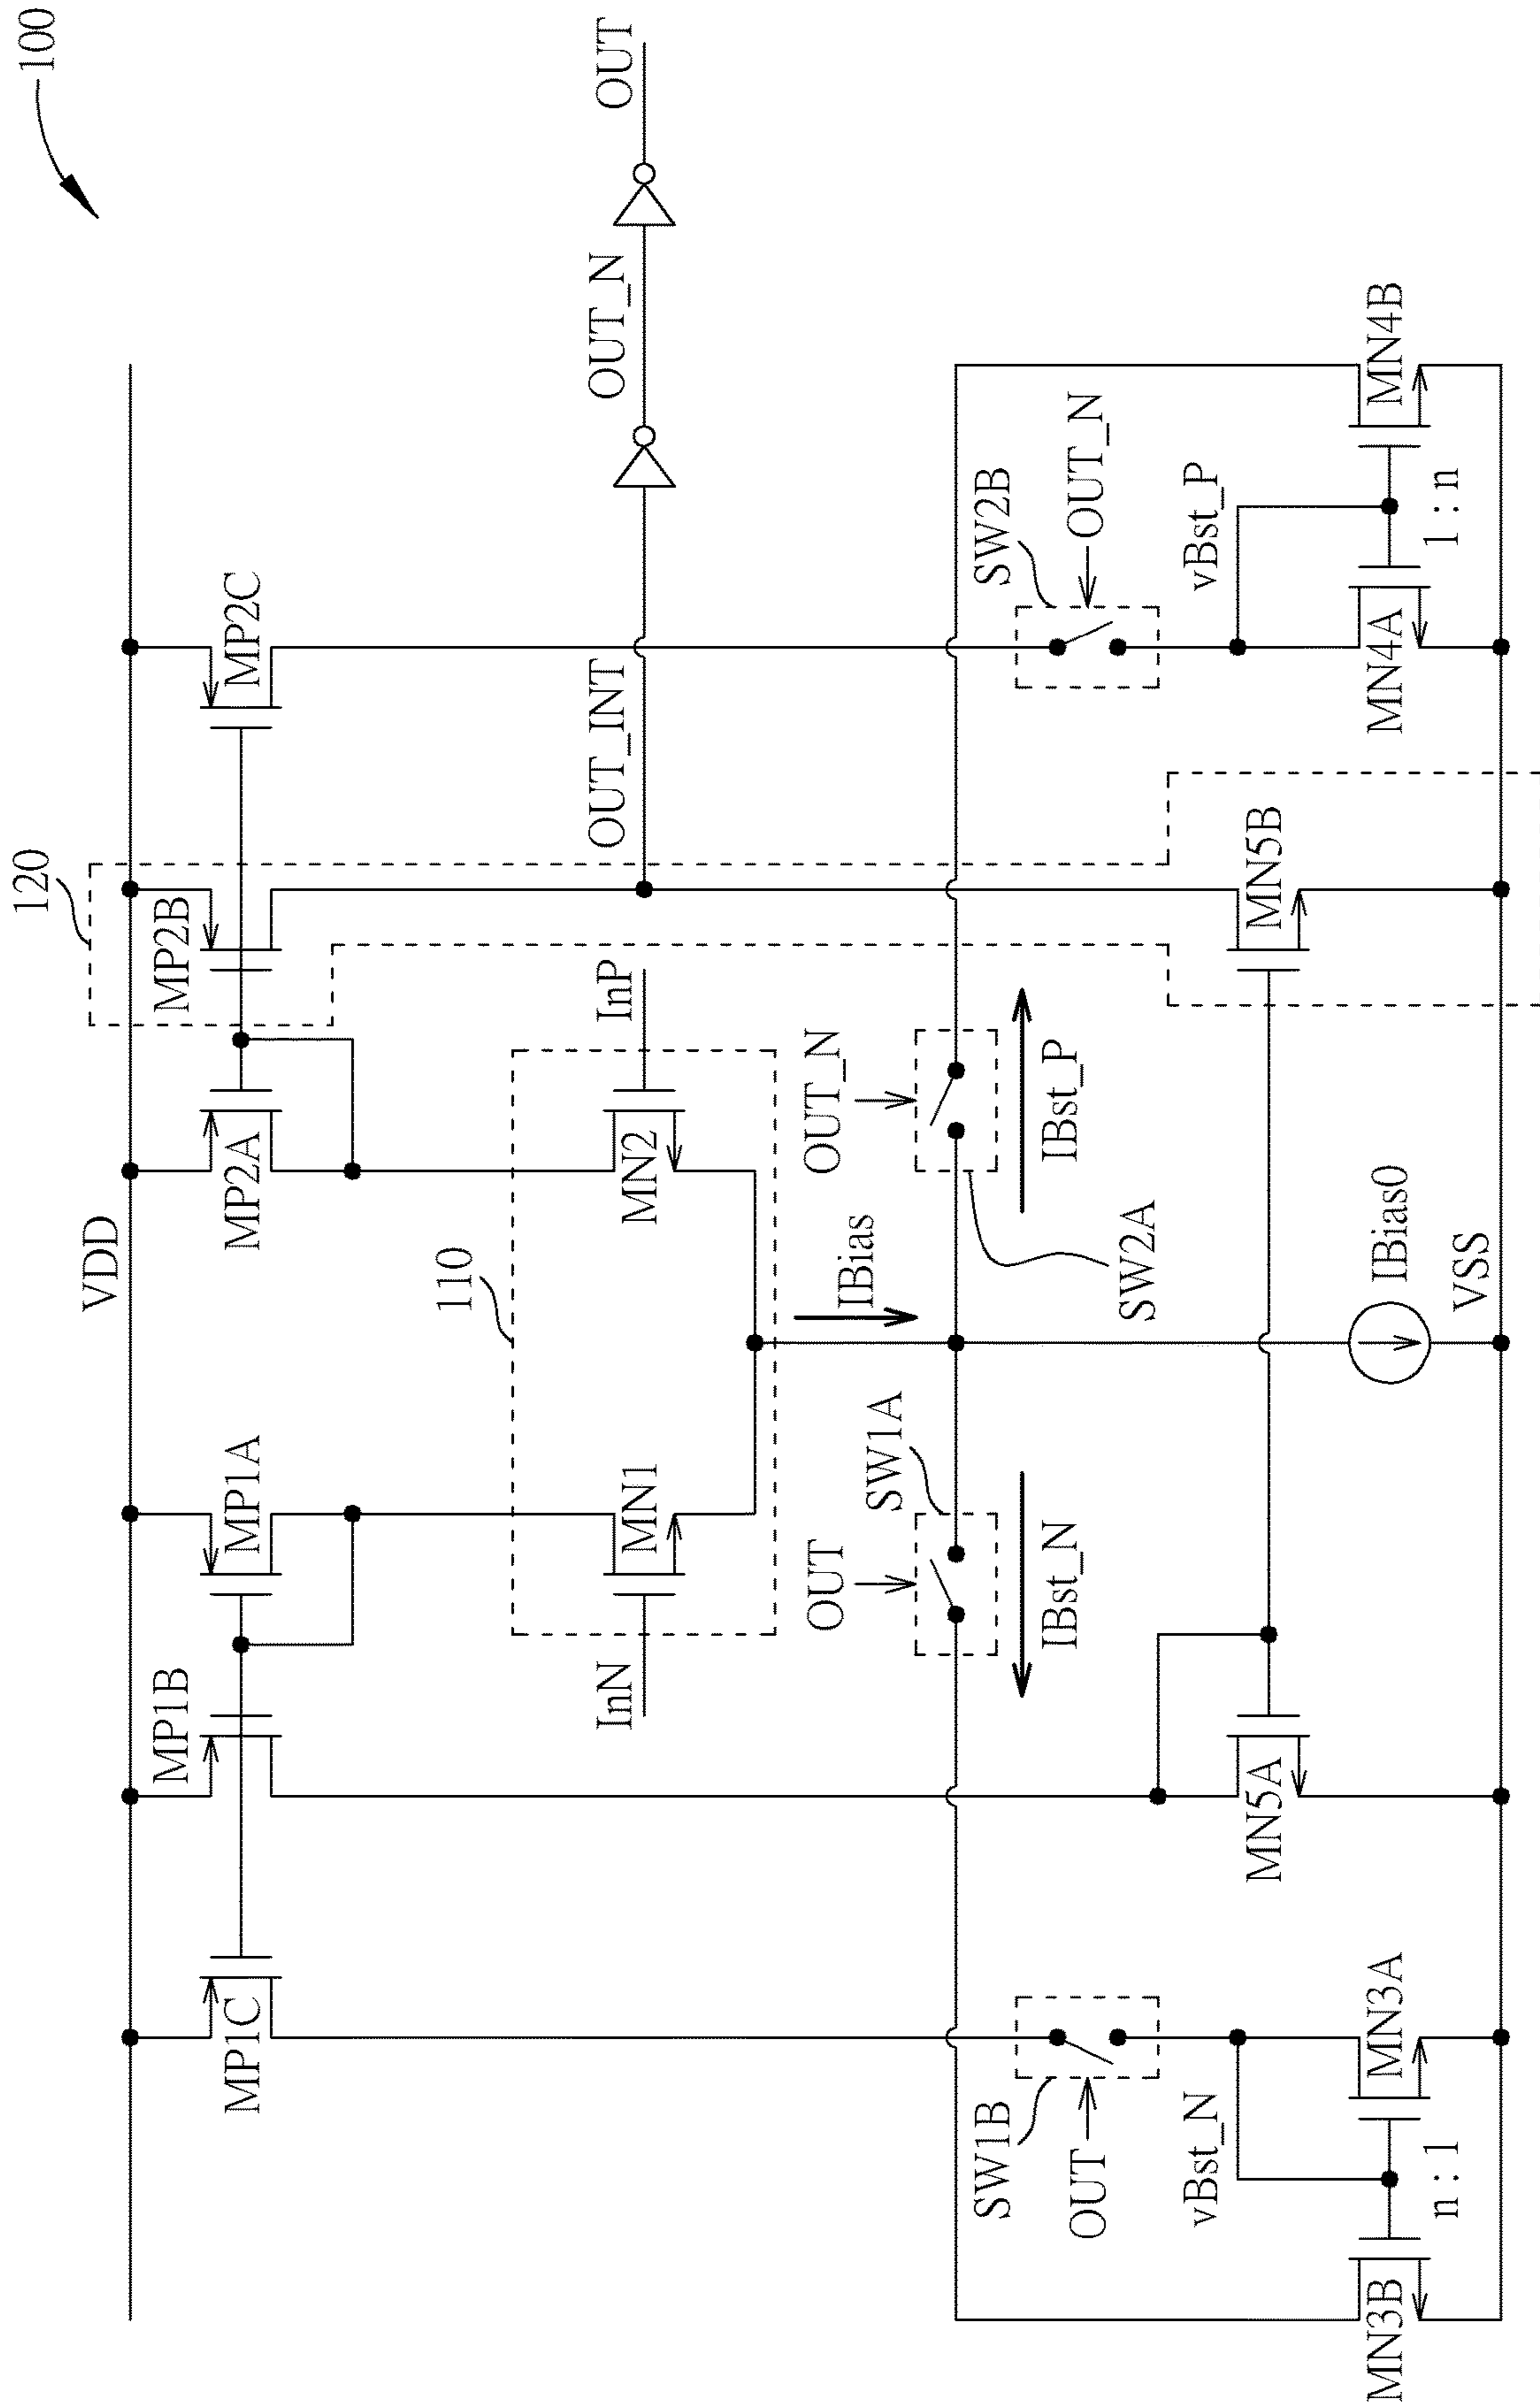 100
VDD
120
MP1C
MP1B
MP1A
MP2A
MP2B
MP2C
110
InN
MN1
MN2
InP
OUT_INT
OUT_N
OUT
IBias
OUT
SW1A
OUT_N
SW2A
IBst_N
IBst_P
SW1B
OUT
SW2B
OUT_N
vBst_N
vBst_P
MN3B
MN3A
n : 1
MN5A
MN5B
IBias0
VSS
MN4A
MN4B
1 : n